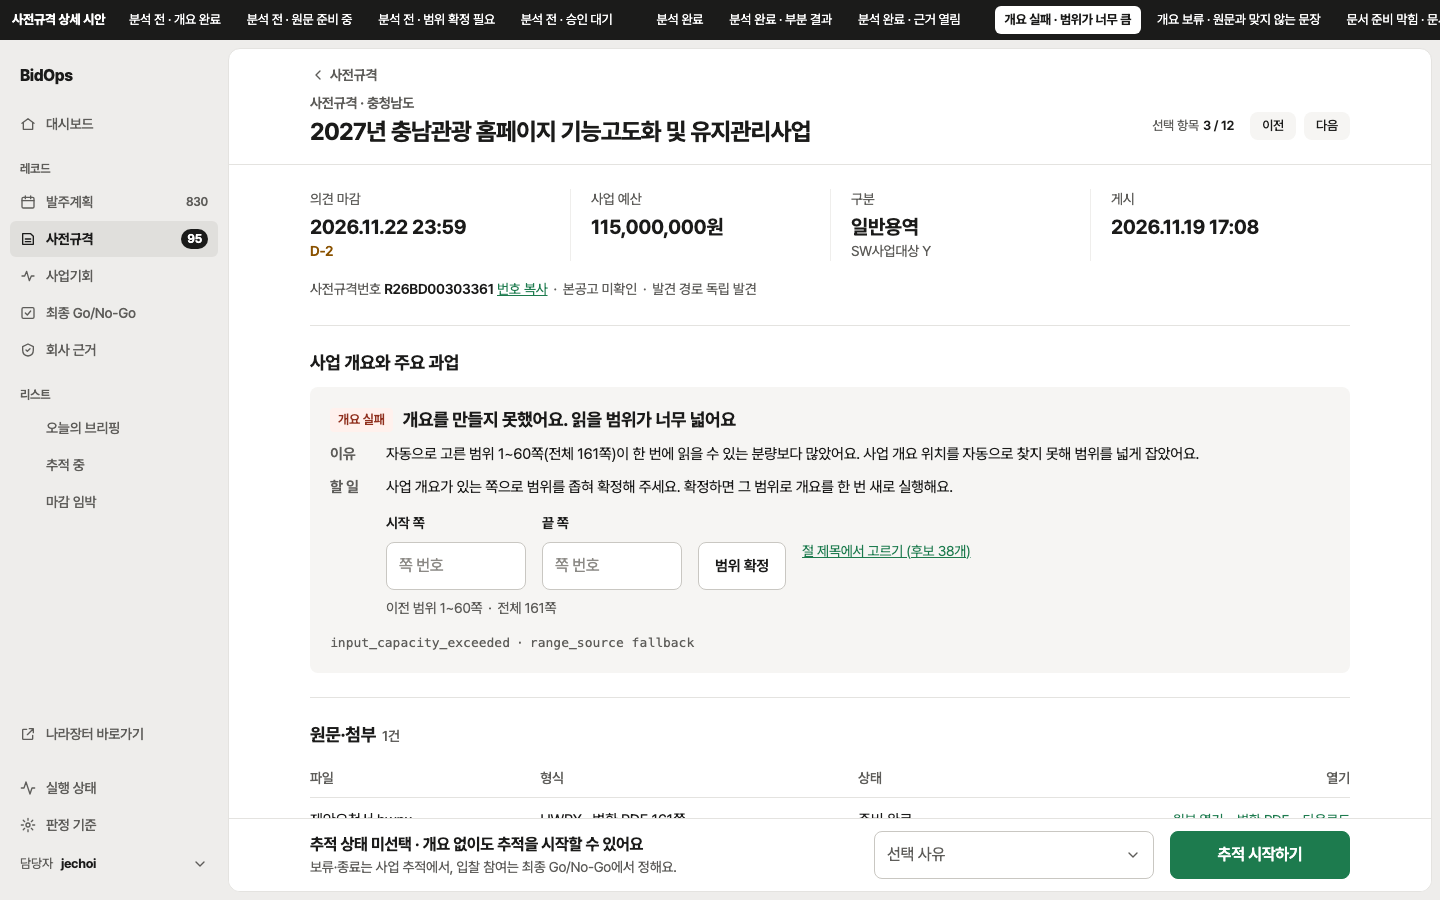 사전규격 상세 시안
분석 전 · 개요 완료
분석 전 · 원문 준비 중
분석 전 · 범위 확정 필요
분석 전 · 승인 대기
분석 완료
분석 완료 · 부분 결과
분석 완료 · 근거 열림
개요 실패 · 범위가 너무 큼
개요 보류 · 원문과 맞지 않는 문장
문서 준비 막힘 · 문
BidOps
대시보드
레코드
발주계획 830
사전규격 95
사업기회
최종 Go/No-Go
회사 근거
리스트
오늘의 브리핑
추적 중
마감 임박
나라장터 바로가기
실행 상태
판정 기준
담당자 jechoi
사전규격
사전규격 · 충청남도
2027년 충남관광 홈페이지 기능고도화 및 유지관리사업
선택 항목 3 / 12 이전 다음
의견 마감
2026.11.22 23:59
D-2
사업 예산
115,000,000원
구분
일반용역
SW사업대상 Y
게시
2026.11.19 17:08
사전규격번호 R26BD00303361 번호 복사 · 본공고 미확인 · 발견 경로 독립 발견
사업 개요와 주요 과업
개요 실패 개요를 만들지 못했어요. 읽을 범위가 너무 넓어요
이유 자동으로 고른 범위 1~60쪽(전체 161쪽)이 한 번에 읽을 수 있는 분량보다 많았어요. 사업 개요 위치를 자동으로 찾지 못해 범위를 넓게 잡았어요.
할 일 사업 개요가 있는 쪽으로 범위를 좁혀 확정해 주세요. 확정하면 그 범위로 개요를 한 번 새로 실행해요.
시작 쪽 끝 쪽
쪽 번호 쪽 번호 범위 확정 절 제목에서 고르기 (후보 38개)
이전 범위 1~60쪽 · 전체 161쪽
input_capacity_exceeded · range_source fallback
원문·첨부 1건
파일 형식 상태 열기
추적 상태 미선택 · 개요 없이도 추적을 시작할 수 있어요
보류·종료는 사업 추적에서, 입찰 참여는 최종 Go/No-Go에서 정해요.
선택 사유
추적 시작하기